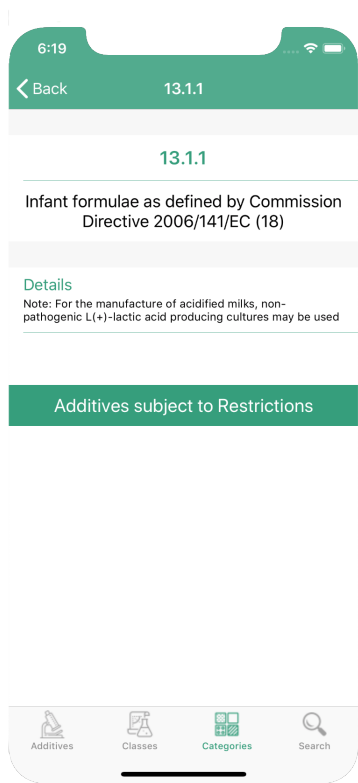 6:19
Back
13.1.1
13.1.1
Infant formulae as defined by Commission
Directive 2006/141/EC (18)
Details
Note: For the manufacture of acidified milks, non-
pathogenic L(+)-lactic acid producing cultures may be used
Additives subject to Restrictions
Additives
Classes
Categories
Search